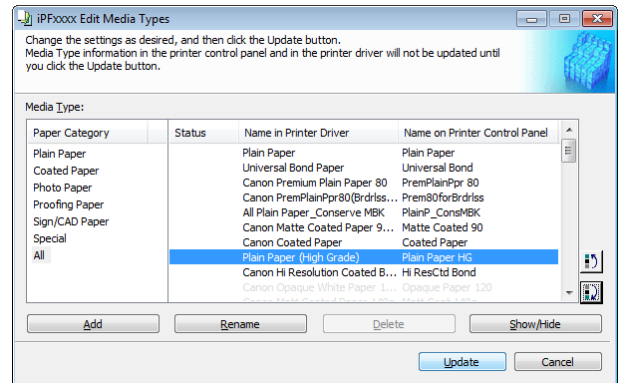 iPFxxxx Edit Media Types
Change the settings as desired, and then click the Update button.
Media Type information in the printer control panel and in the printer driver will not be updated until
you click the Update button.
Media Type:
Paper Category
Plain Paper
Coated Paper
Photo Paper
Proofing Paper
Sign/CAD Paper
Special
All
Status Name in Printer Driver Name on Printer Control Panel
Plain Paper Plain Paper
Universal Bond Paper Universal Bond
Canon Premium Plain Paper 80 PremPlainPpr 80
Canon PremPlainPpr80(Brdrlss... Prem80forBrdrlss
All Plain Paper_Conserve MBK PlainP_ConsMBK
Canon Matte Coated Paper 9... Matte Coated 90
Canon Coated Paper Coated Paper
Plain Paper (High Grade) Plain Paper HG
Canon Hi Resolution Coated B... Hi ResCtd Bond
Canon Opaque White Paper 1... Opaque Paper 120
Add Rename Delete Show/Hide
Update Cancel